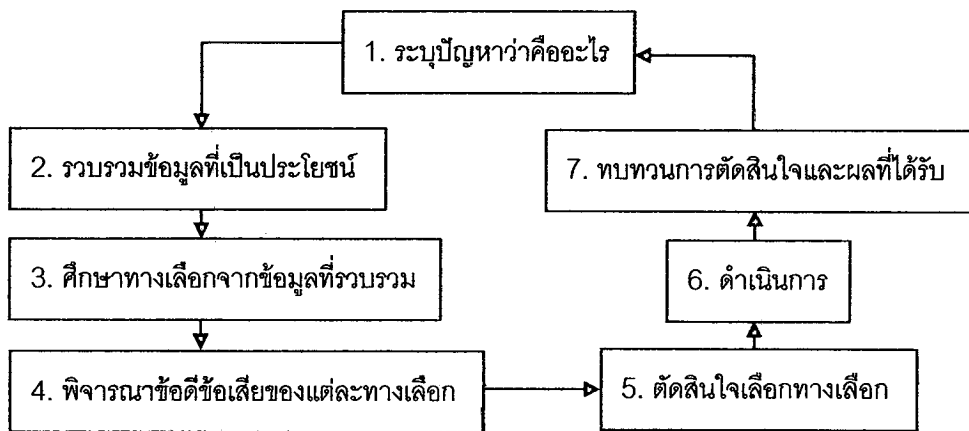 1. ระบุปัญหาว่าคืออะไร
2. รวบรวมข้อมูลที่เป็นประโยชน์
3. ศึกษาทางเลือกจากข้อมูลที่รวบรวม
4. พิจารณาข้อดีข้อเสียของแต่ละทางเลือก
5. ตัดสินใจเลือกทางเลือก
6. ดำเนินการ
7. ทบทวนการตัดสินใจและผลที่ได้รับ